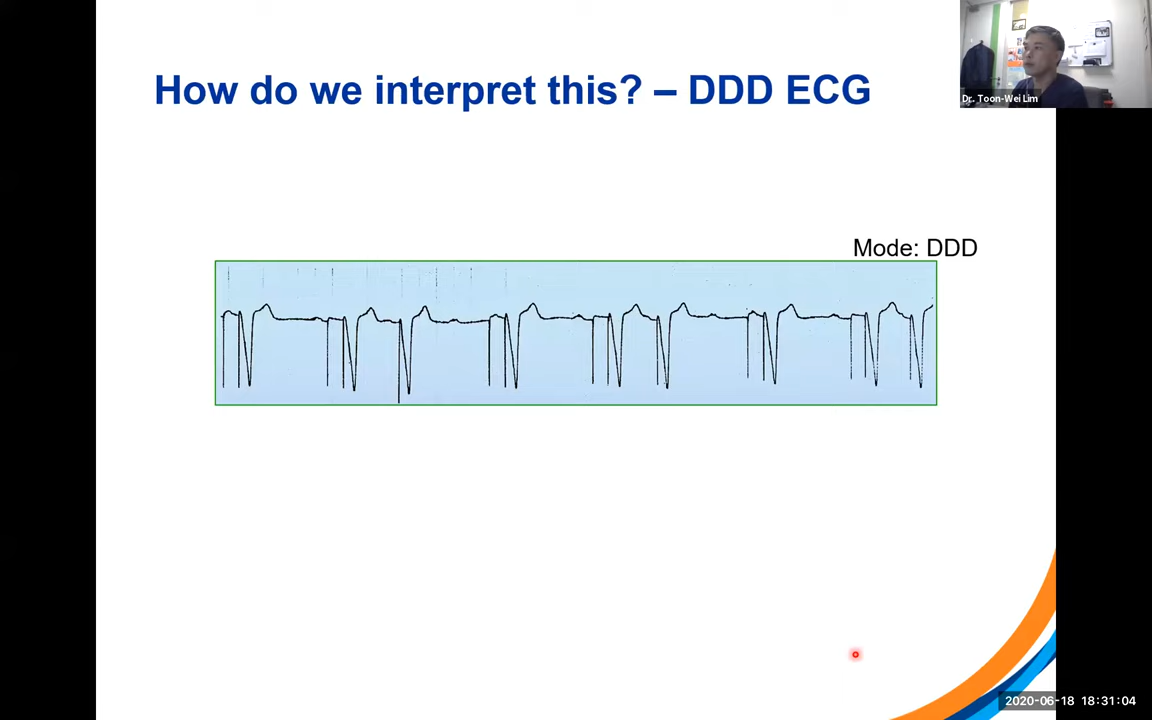 How do we interpret this? – DDD ECG
Dr. Toon-Wei Lim
Mode: DDD
2020-06-18 18:31:04